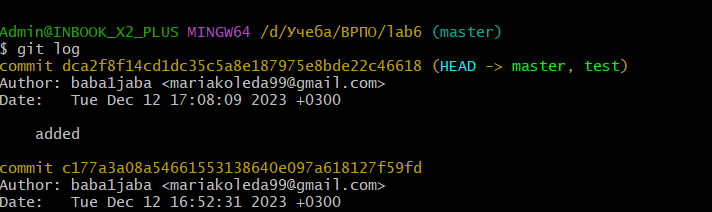 Admin@INBOOK_X2_PLUS MINGW64 /d/Учеба/ВРПО/lab6 (master)
$ git log
commit dca2f8f14cd1dc35c5a8e187975e8bde22c46618 (HEAD -> master, test)
Author: baba1jaba <mariakoleda99@gmail.com>
Date:   Tue Dec 12 17:08:09 2023 +0300
    added
commit c177a3a08a54661553138640e097a618127f59fd
Author: baba1jaba <mariakoleda99@gmail.com>
Date:   Tue Dec 12 16:52:31 2023 +0300